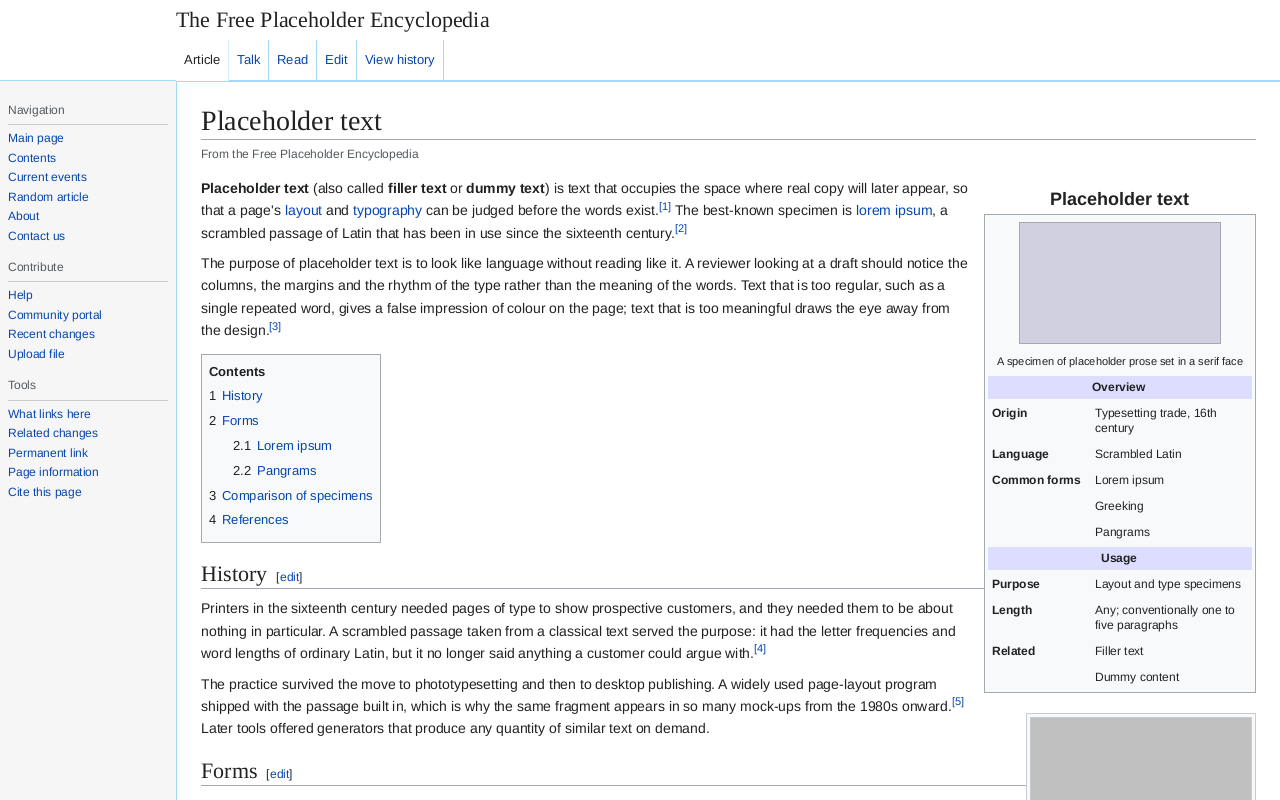 The Free Placeholder Encyclopedia
Article
Talk
Read
Edit
View history
Navigation
Main page
Contents
Current events
Random article
About
Contact us
Contribute
Help
Community portal
Recent changes
Upload file
Tools
What links here
Related changes
Permanent link
Page information
Cite this page
Placeholder text
From the Free Placeholder Encyclopedia
Placeholder text (also called filler text or dummy text) is text that occupies the space where real copy will later appear, so
that a page's layout and typography can be judged before the words exist.[1] The best-known specimen is lorem ipsum, a
scrambled passage of Latin that has been in use since the sixteenth century.[2]
The purpose of placeholder text is to look like language without reading like it. A reviewer looking at a draft should notice the
columns, the margins and the rhythm of the type rather than the meaning of the words. Text that is too regular, such as a
single repeated word, gives a false impression of colour on the page; text that is too meaningful draws the eye away from
the design.[3]
Contents
1 History
2 Forms
2.1 Lorem ipsum
2.2 Pangrams
3 Comparison of specimens
4 References
History [edit]
Printers in the sixteenth century needed pages of type to show prospective customers, and they needed them to be about
nothing in particular. A scrambled passage taken from a classical text served the purpose: it had the letter frequencies and
word lengths of ordinary Latin, but it no longer said anything a customer could argue with.[4]
The practice survived the move to phototypesetting and then to desktop publishing. A widely used page-layout program
shipped with the passage built in, which is why the same fragment appears in so many mock-ups from the 1980s onward.[5]
Later tools offered generators that produce any quantity of similar text on demand.
Forms [edit]
Placeholder text
A specimen of placeholder prose set in a serif face
Overview
Origin Typesetting trade, 16th
century
Language Scrambled Latin
Common forms Lorem ipsum
Greeking
Pangrams
Usage
Purpose Layout and type specimens
Length Any; conventionally one to
five paragraphs
Related Filler text
Dummy content